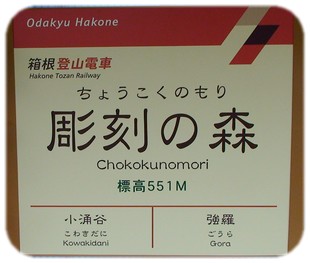 Odakyu Hakone
箱根登山電車
Hakone Tozan Railway
ちょうこくのもり
彫刻の森
Chokokunomori
標高551M
小涌谷
こわきだに
Kowakidani
強羅
ごうら
Gora